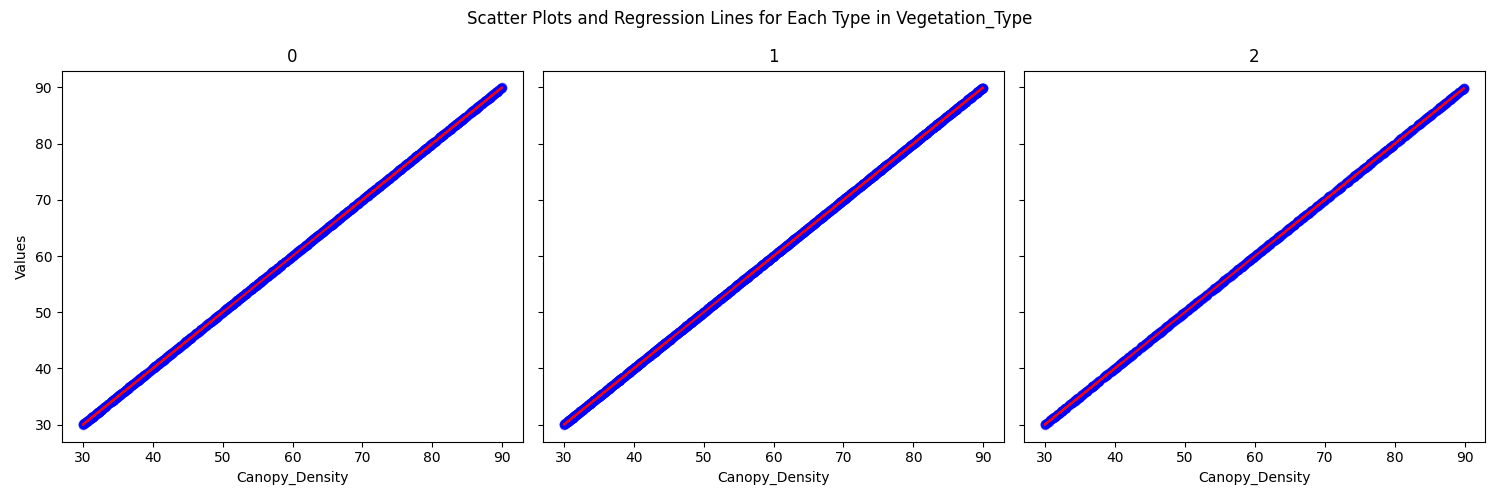 Scatter Plots and Regression Lines for Each Type in Vegetation_Type
0
1
2
Values
90
80
70
60
50
40
30
30 40 50 60 70 80 90
Canopy_Density
30 40 50 60 70 80 90
Canopy_Density
30 40 50 60 70 80 90
Canopy_Density